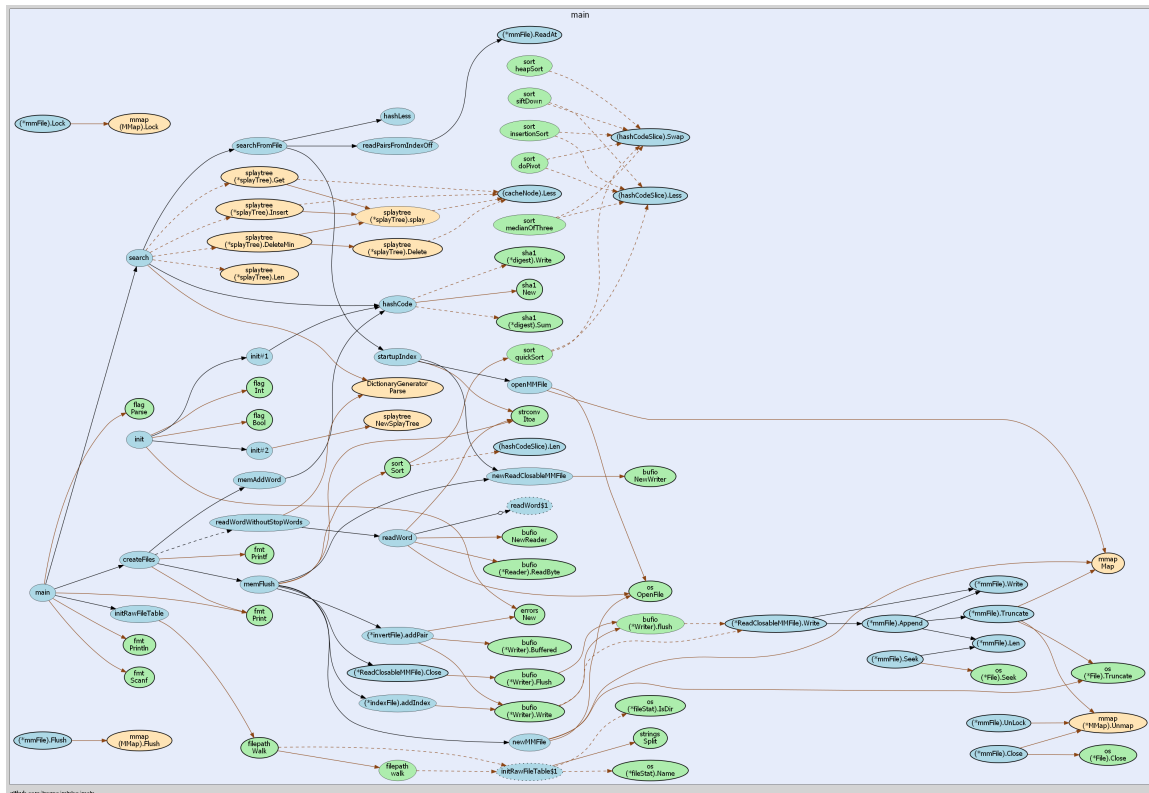 main
(*mmFile).ReadAt
sort
heapSort
sort
siftDown
hashLess
(*mmFile).Lock
mmap
(MMap).Lock
sort
insertionSort
(hashCodeSlice).Swap
searchFromFile
readPairsFromIndexOff
sort
doPivot
splaytree
(*splayTree).Get
(cacheNode).Less
(hashCodeSlice).Less
splaytree
(*splayTree).Insert
splaytree
(*splayTree).splay
sort
medianOfThree
splaytree
(*splayTree).DeleteMin
splaytree
(*splayTree).Delete
search
sha1
(*digest).Write
splaytree
(*splayTree).Len
sha1
New
hashCode
sha1
(*digest).Sum
init#1
startupIndex
sort
quickSort
flag
Int
DictionaryGenerator
Parse
openMMFile
flag
Parse
flag
Bool
splaytree
NewSplayTree
strconv
Itoa
init
init#2
(hashCodeSlice).Len
sort
Sort
memAddWord
newReadClosableMMFile
bufio
NewWriter
readWord$1
readWordWithoutStopWords
readWord
bufio
NewReader
createFiles
fmt
Printf
bufio
(*Reader).ReadByte
mmap
Map
main
memFlush
os
OpenFile
(*mmFile).Write
initRawFileTable
fmt
Print
errors
New
(*mmFile).Truncate
bufio
(*Writer).flush
(*ReadClosableMMFile).Write
(*mmFile).Append
fmt
Println
(*invertFile).addPair
bufio
(*Writer).Buffered
(*mmFile).Len
(*mmFile).Seek
fmt
Scanf
(*ReadClosableMMFile).Close
bufio
(*Writer).Flush
os
(*File).Seek
os
(*File).Truncate
(*indexFile).addIndex
bufio
(*Writer).Write
os
(*fileStat).IsDir
(*mmFile).UnLock
mmap
(*MMap).Unmap
(*mmFile).Flush
mmap
(MMap).Flush
filepath
Walk
newMMFile
strings
Split
(*mmFile).Close
os
(*File).Close
filepath
walk
initRawFileTable$1
os
(*fileStat).Name